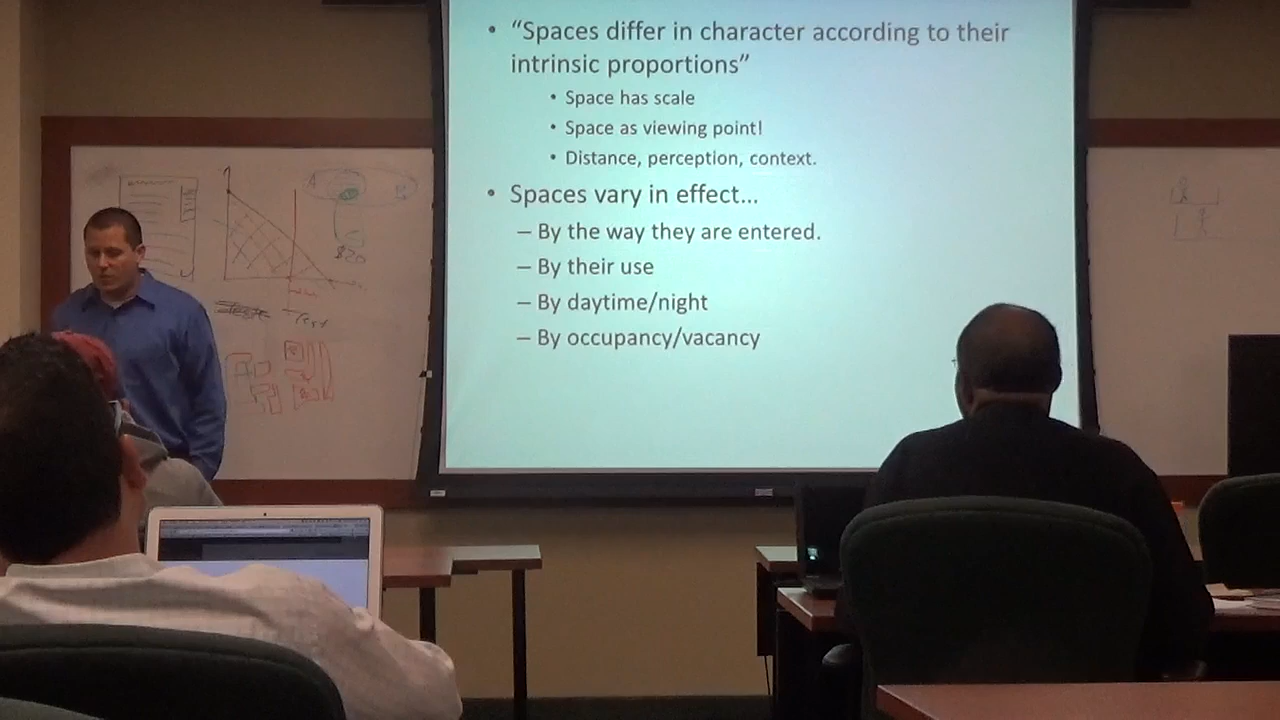 • “Spaces differ in character according to their
intrinsic proportions”
• Space has scale
• Space as viewing point!
• Distance, perception, context.
• Spaces vary in effect...
– By the way they are entered.
– By their use
– By daytime/night
– By occupancy/vacancy
$20